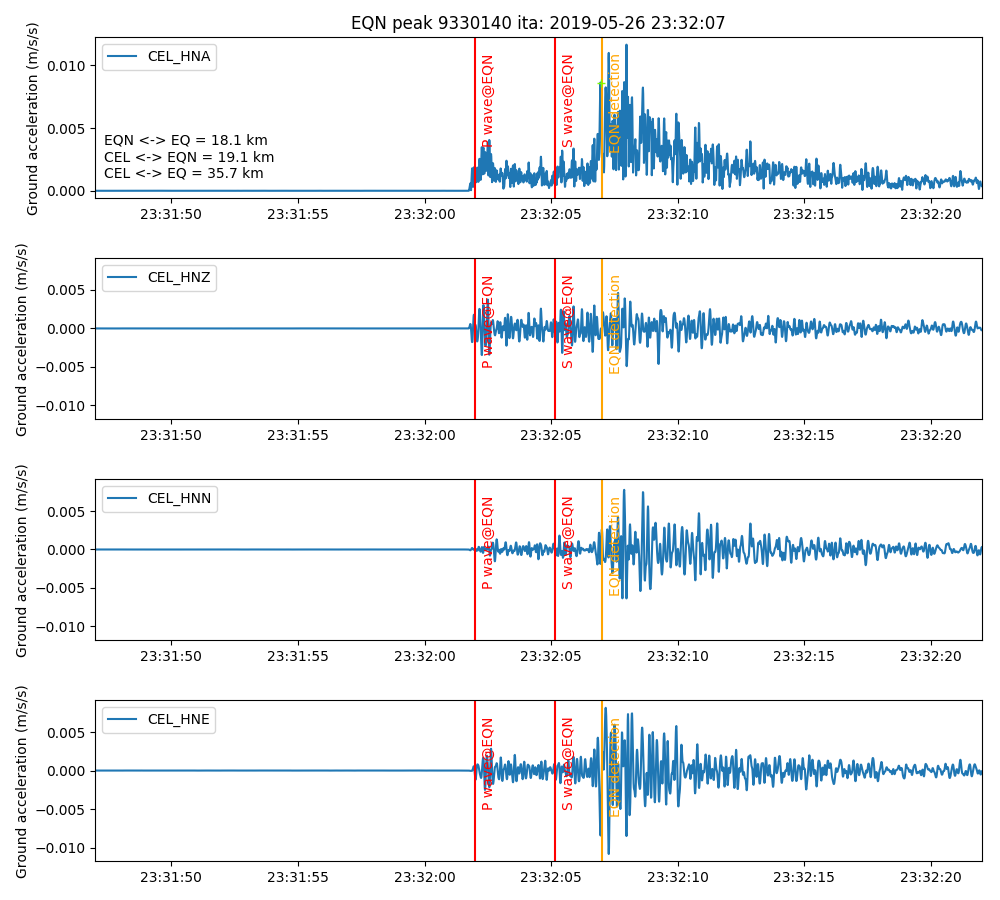 EQN peak 9330140 ita: 2019-05-26 23:32:07
Ground acceleration (m/s/s)
0.010
0.005
0.000
CEL_HNA
EQN <-> EQ = 18.1 km
CEL <-> EQN = 19.1 km
CEL <-> EQ = 35.7 km
P wave@EQN
S wave@EQN
EQN detection
23:31:50 23:31:55 23:32:00 23:32:05 23:32:10 23:32:15 23:32:20
Ground acceleration (m/s/s)
0.005
0.000
−0.005
−0.010
CEL_HNZ
P wave@EQN
S wave@EQN
EQN detection
23:31:50 23:31:55 23:32:00 23:32:05 23:32:10 23:32:15 23:32:20
Ground acceleration (m/s/s)
0.005
0.000
−0.005
−0.010
CEL_HNN
P wave@EQN
S wave@EQN
EQN detection
23:31:50 23:31:55 23:32:00 23:32:05 23:32:10 23:32:15 23:32:20
Ground acceleration (m/s/s)
0.005
0.000
−0.005
−0.010
CEL_HNE
P wave@EQN
S wave@EQN
EQN detection
23:31:50 23:31:55 23:32:00 23:32:05 23:32:10 23:32:15 23:32:20